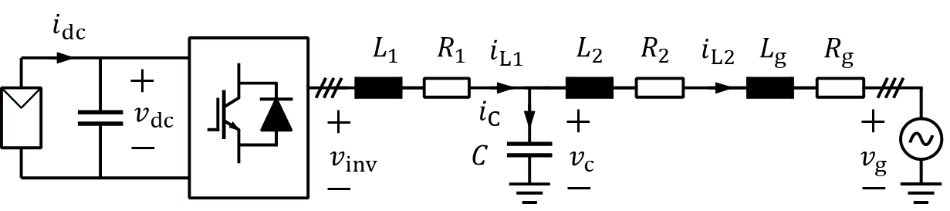 i_dc
L_1 R_1 i_L1 L_2 R_2 i_L2 L_g R_g
+ v_dc −
+ v_inv −
i_C
C
+ v_c −
+ v_g −